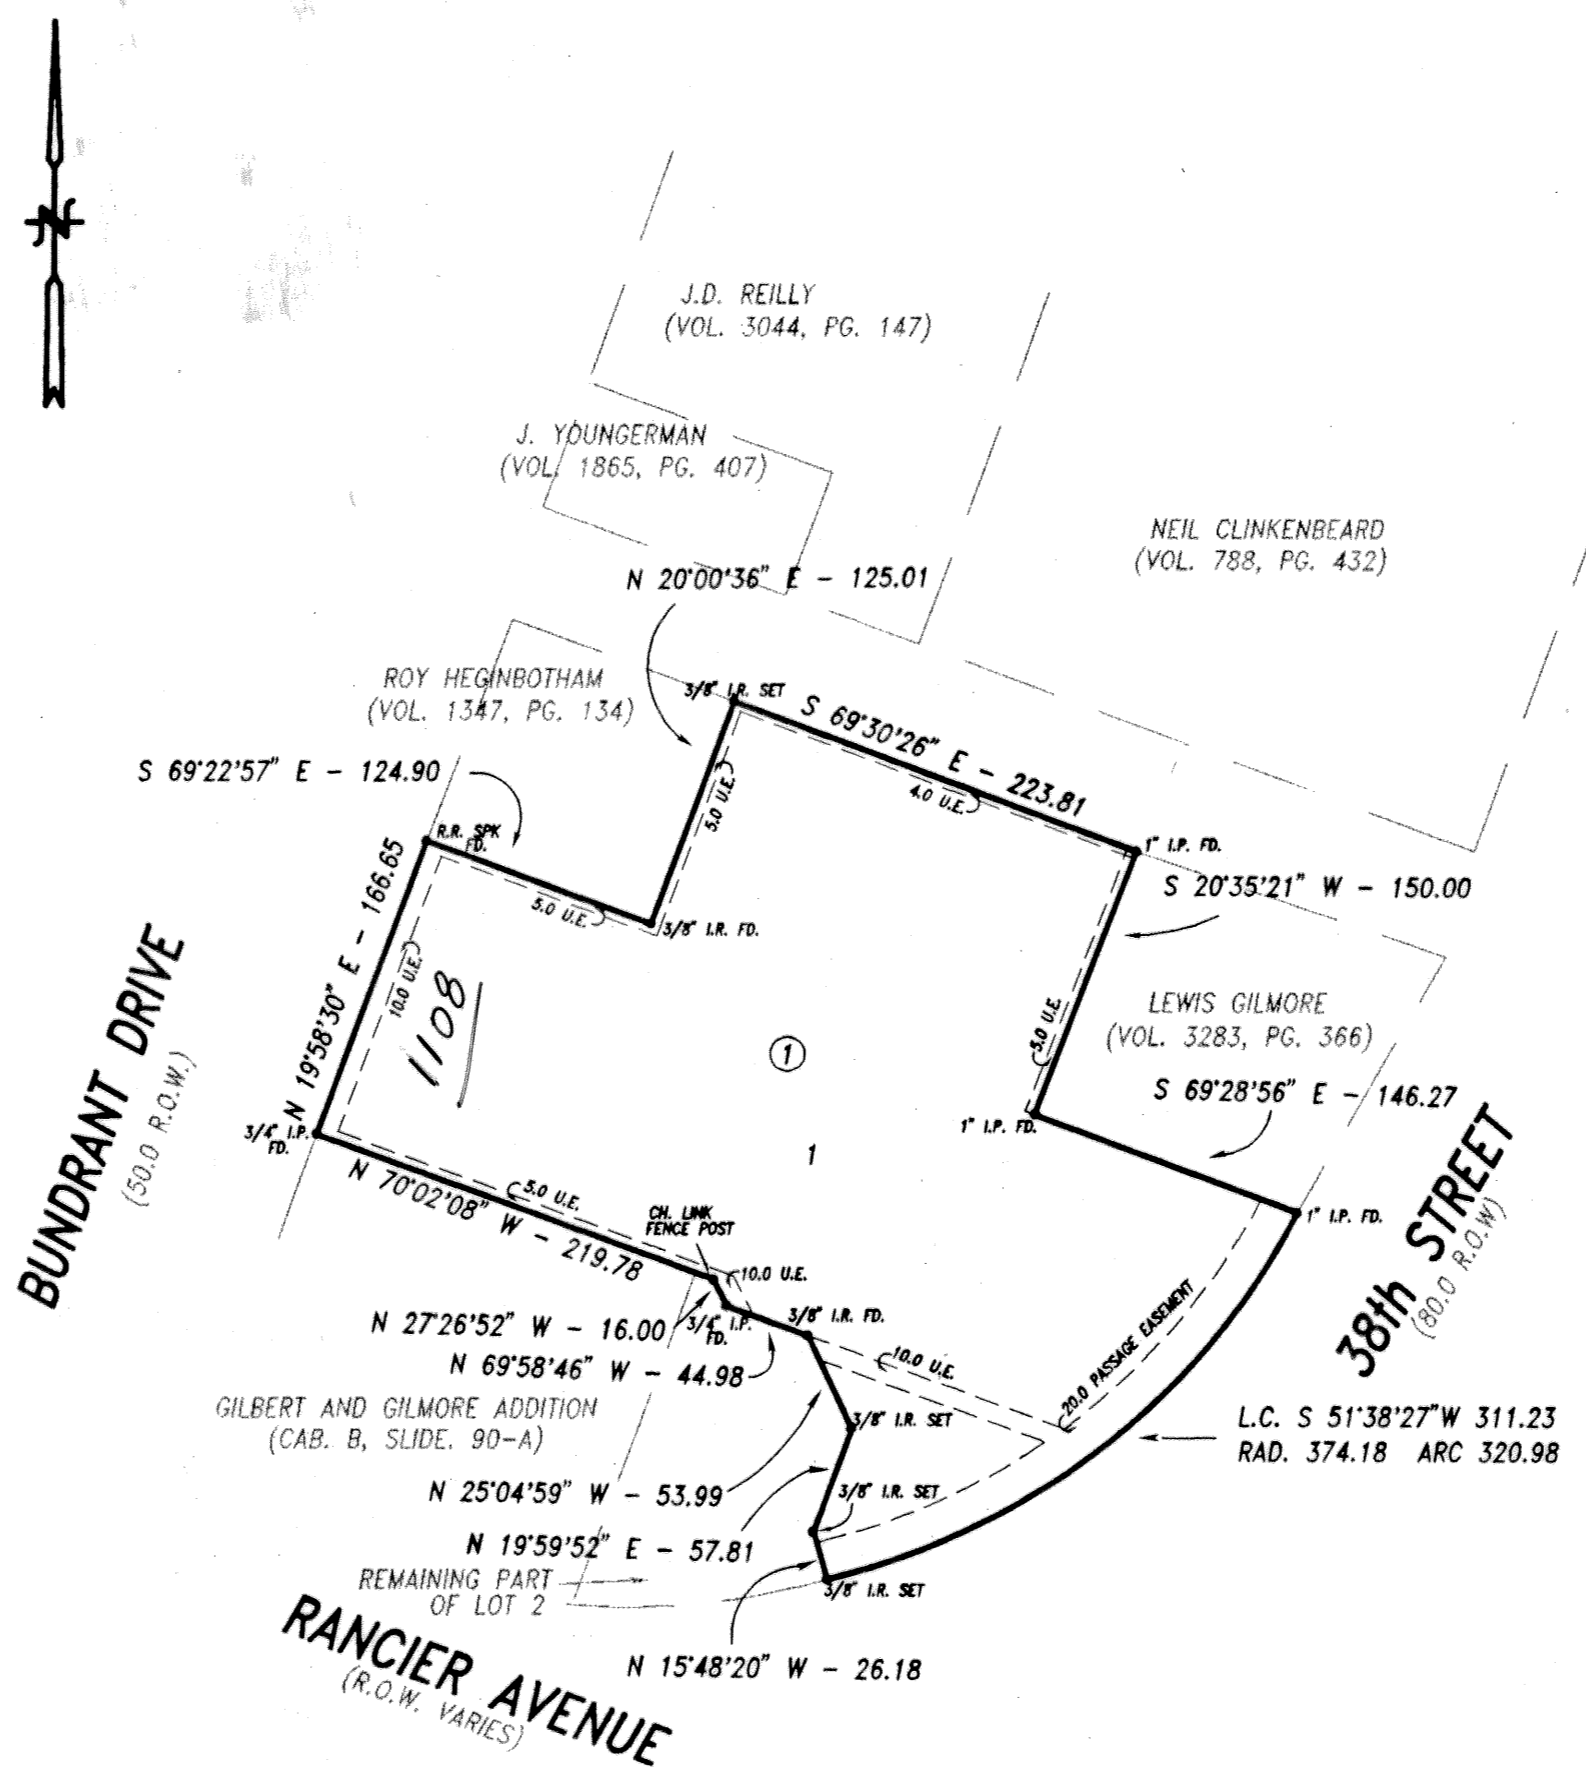 N
J.D. REILLY
(VOL. 3044, PG. 147)
J. YOUNGERMAN
(VOL. 1865, PG. 407)
NEIL CLINKENBEARD
(VOL. 788, PG. 432)
N 20°00'36" E - 125.01
ROY HEGINBOTHAM
(VOL. 1347, PG. 134)
3/8" I.R. SET
S 69°30'26" E - 223.81
4.0 U.E.
5.0 U.E.
S 69°22'57" E - 124.90
R.R. SPK
FD.
5.0 U.E.
3/8" I.R. FD.
1" I.P. FD.
S 20°35'21" W - 150.00
N 19°58'30" E - 166.65
10.0 U.E.
1108
BUNDRANT DRIVE
(50.0 R.O.W.)
1
1
5.0 U.E.
LEWIS GILMORE
(VOL. 3283, PG. 366)
S 69°28'56" E - 146.27
1" I.P. FD.
3/4" I.P.
FD.
N 70°02'08" W - 219.78
5.0 U.E.
CH. LINK
FENCE POST
10.0 U.E.
1" I.P. FD.
38th STREET
(80.0 R.O.W)
N 27°26'52" W - 16.00
3/4" I.P.
FD.
3/8" I.R. FD.
N 69°58'46" W - 44.98
10.0 U.E.
20.0 PASSAGE EASEMENT
GILBERT AND GILMORE ADDITION
(CAB. B, SLIDE. 90-A)
3/8" I.R. SET
L.C. S 51°38'27"W 311.23
RAD. 374.18 ARC 320.98
N 25°04'59" W - 53.99
3/8" I.R. SET
N 19°59'52" E - 57.81
REMAINING PART
OF LOT 2
3/8" I.R. SET
N 15°48'20" W - 26.18
RANCIER AVENUE
(R.O.W. VARIES)